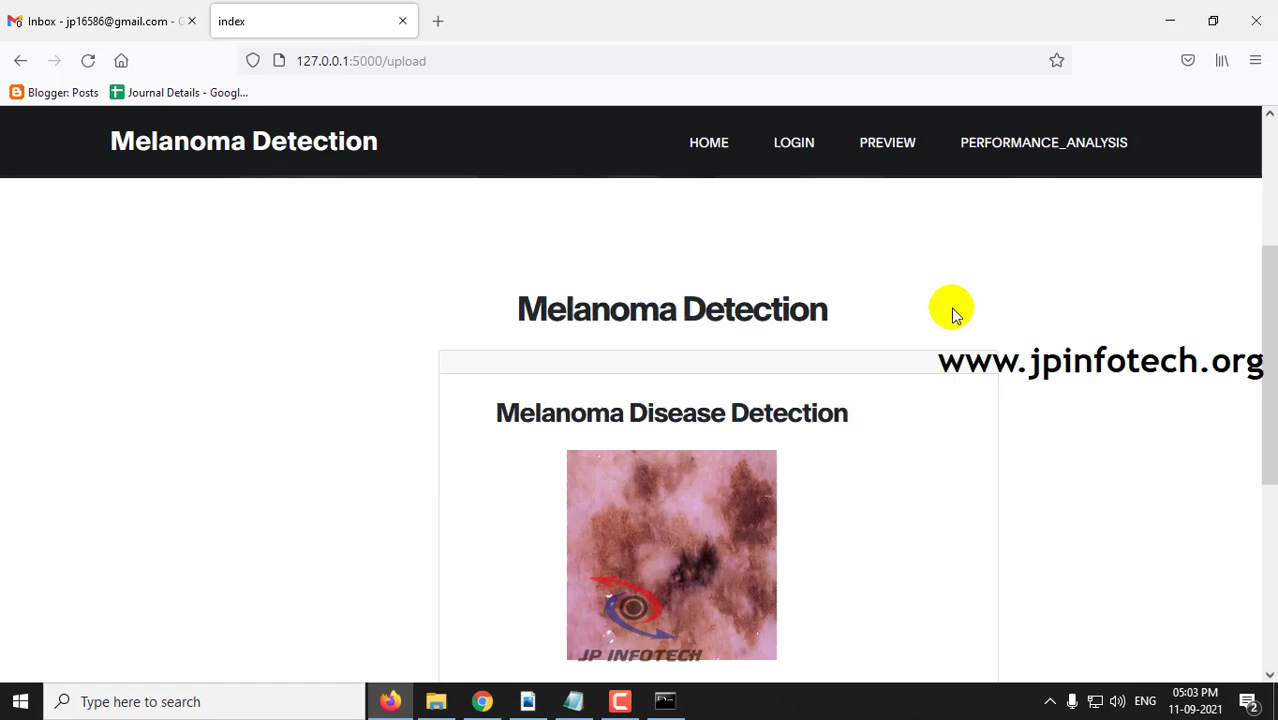 Inbox - jp16586@gmail.com - G
index
127.0.0.1:5000/upload
Blogger: Posts
Journal Details - Googl...
Melanoma Detection
HOME
LOGIN
PREVIEW
PERFORMANCE_ANALYSIS
Melanoma Detection
www.jpinfotech.org
Melanoma Disease Detection
JP INFOTECH
Type here to search
ENG
05:03 PM
11-09-2021
2